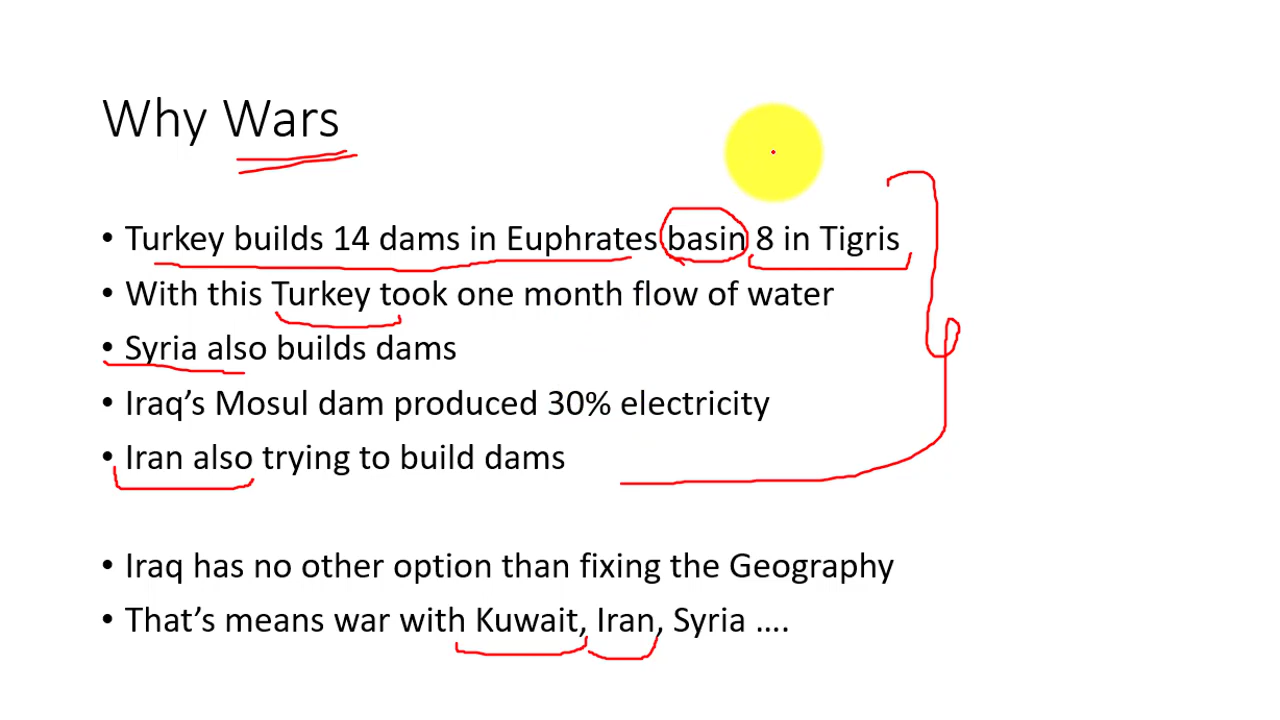 Why Wars
• Turkey builds 14 dams in Euphrates basin 8 in Tigris
• With this Turkey took one month flow of water
• Syria also builds dams
• Iraq’s Mosul dam produced 30% electricity
• Iran also trying to build dams
• Iraq has no other option than fixing the Geography
• That’s means war with Kuwait, Iran, Syria ....